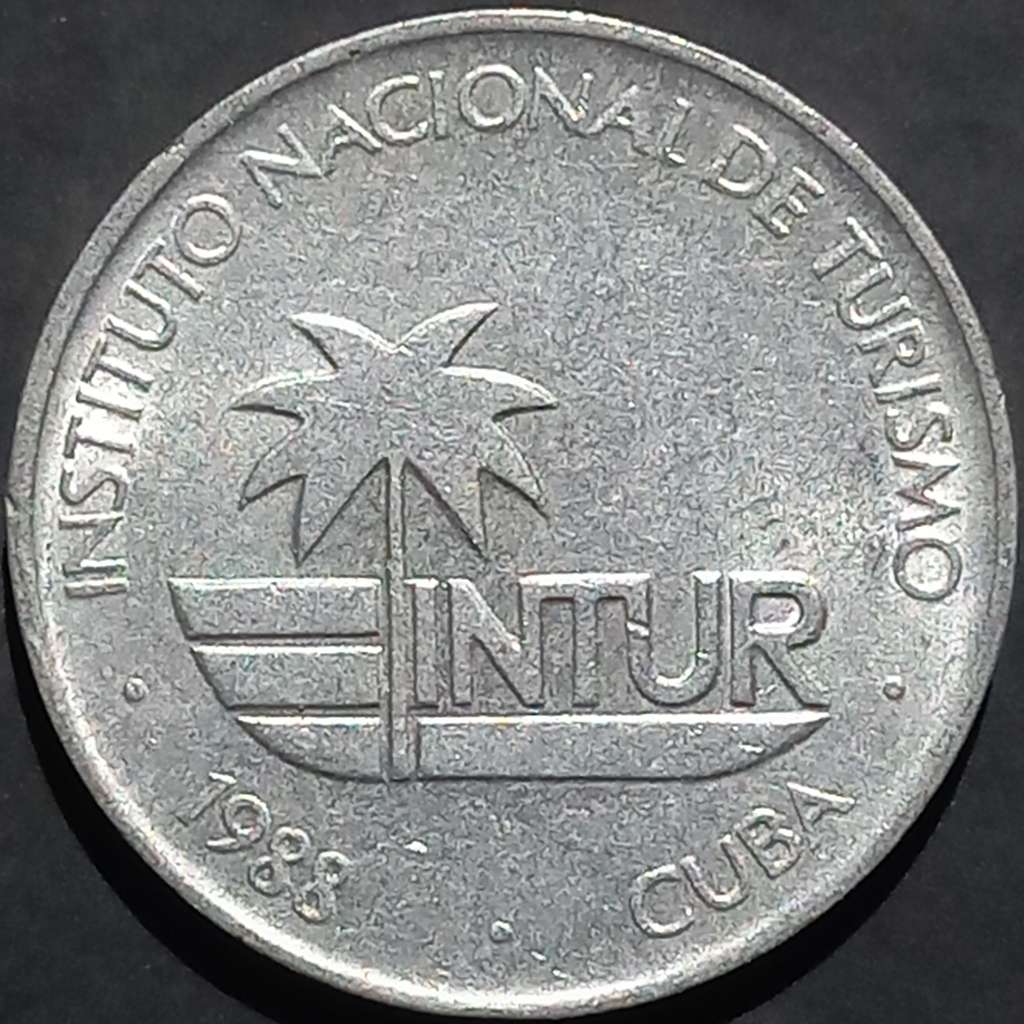 INSTITUTO NACIONAL DE TURISMO
INTUR
1988 · CUBA